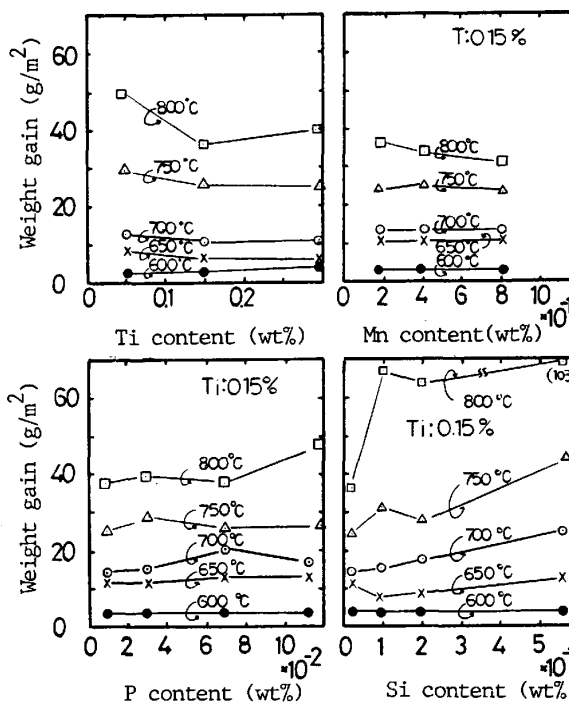 Weight gain (g/m²)
60
40
20
0
800°C
750°C
700°C
650°C
600°C
0 0.1 0.2
Ti content (wt%)
T:0.15%
800°C
750°C
700°C
650°C
600°C
0 2 4 6 8
Mn content(wt%)
Weight gain (g/m²)
60
40
20
0
Ti:0.15%
800°C
750°C
700°C
650°C
600°C
0 2 4 6 8 10
×10⁻²
P content (wt%)
800°C
Ti:0.15%
750°C
700°C
650°C
600°C
0 1 2 3 4 5
Si content (wt%)